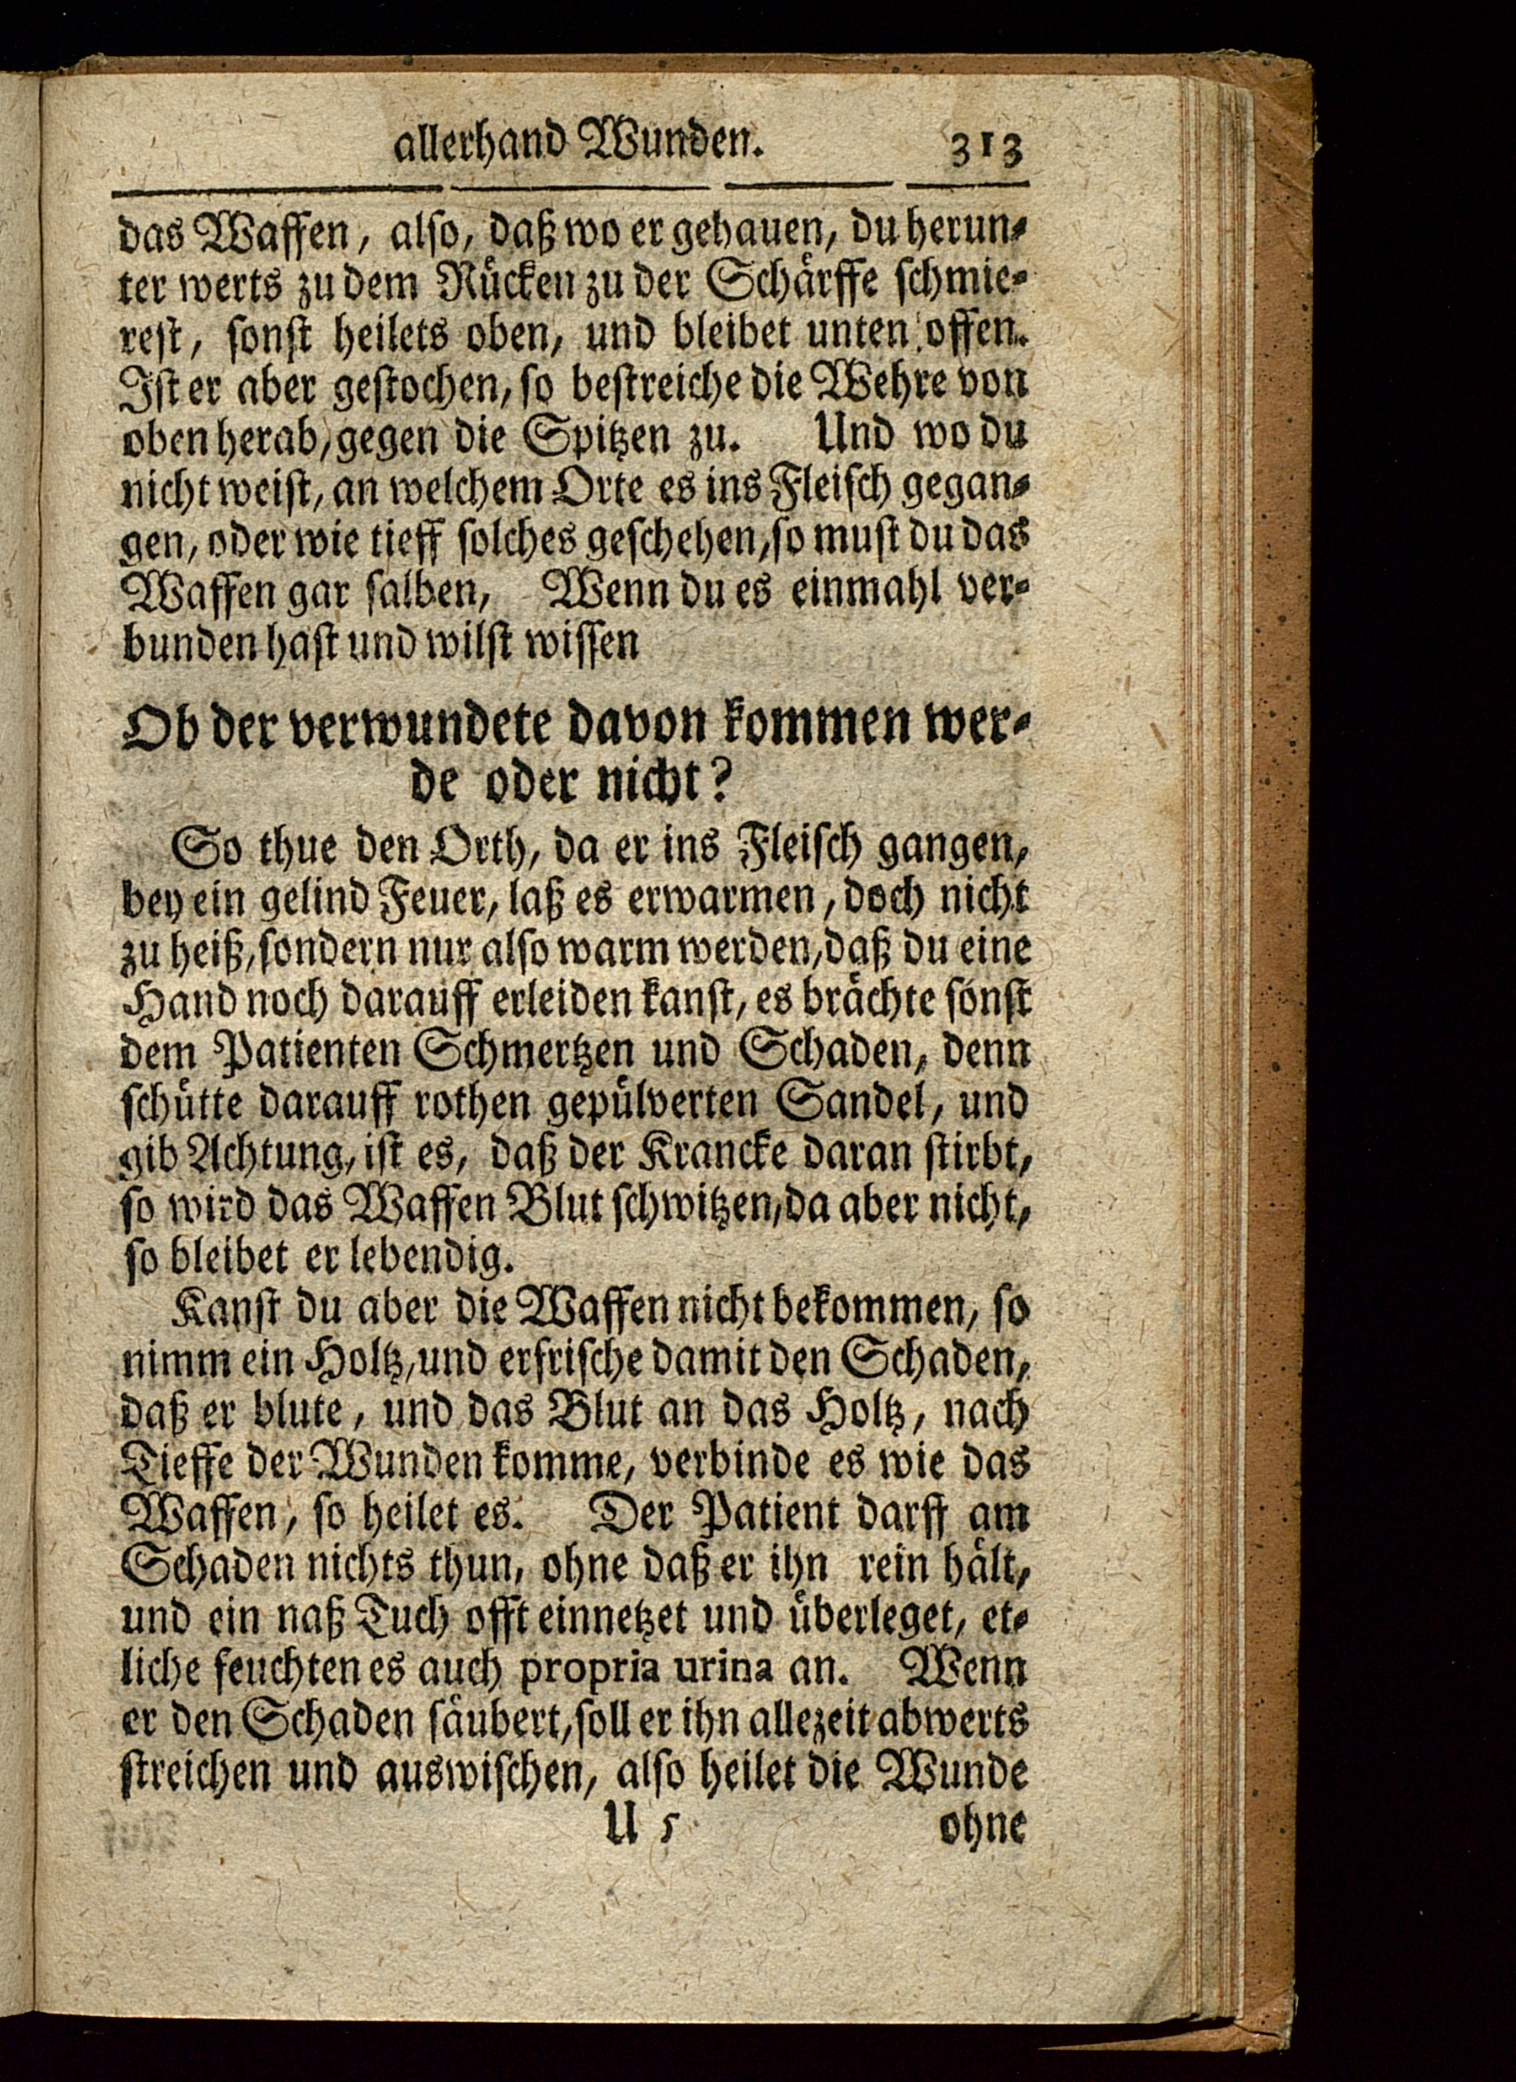 allerhand Wunden. 313
das Waffen, also, daß wo er gehauen, du herun-
ter werts zu dem Rücken zu der Schärffe schmie-
rest, sonst heilets oben, und bleibet unten offen.
Ist er aber gestochen, so bestreiche die Wehre von
oben herab, gegen die Spitzen zu. Und wo du
nicht weist, an welchem Orte es ins Fleisch gegan-
gen, oder wie tieff solches geschehen, so must du das
Waffen gar salben, Wenn du es einmahl ver-
bunden hast und wilst wissen
Ob der verwundete davon kommen wer-
de oder nicht?
So thue den Orth, da er ins Fleisch gangen,
bey ein gelind Feuer, laß es erwarmen, doch nicht
zu heiß, sondern nur also warm werden, daß du eine
Hand noch darauff erleiden kanst, es brächte sonst
dem Patienten Schmertzen und Schaden, denn
schütte darauff rothen gepülverten Sandel, und
gib Achtung, ist es, daß der Krancke daran stirbt,
so wird das Waffen Blut schwitzen, da aber nicht,
so bleibet er lebendig.
Kanst du aber die Waffen nicht bekommen, so
nimm ein Holtz, und erfrische damit den Schaden,
daß er blute, und das Blut an das Holtz, nach
Tieffe der Wunden komme, verbinde es wie das
Waffen, so heilet es. Der Patient darff am
Schaden nichts thun, ohne daß er ihn rein hält,
und ein naß Tuch offt einnetzet und überleget, et-
liche feuchten es auch propria urina an. Wenn
er den Schaden säubert, soll er ihn allezeit abwerts
streichen und auswischen, also heilet die Wunde
U 5 ohne